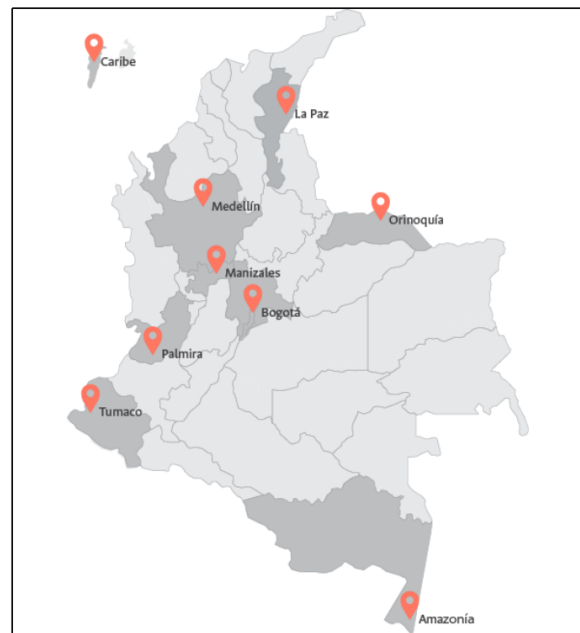 Caribe
La Paz
Medellín
Orinoquía
Manizales
Bogotá
Palmira
Tumaco
Amazonía